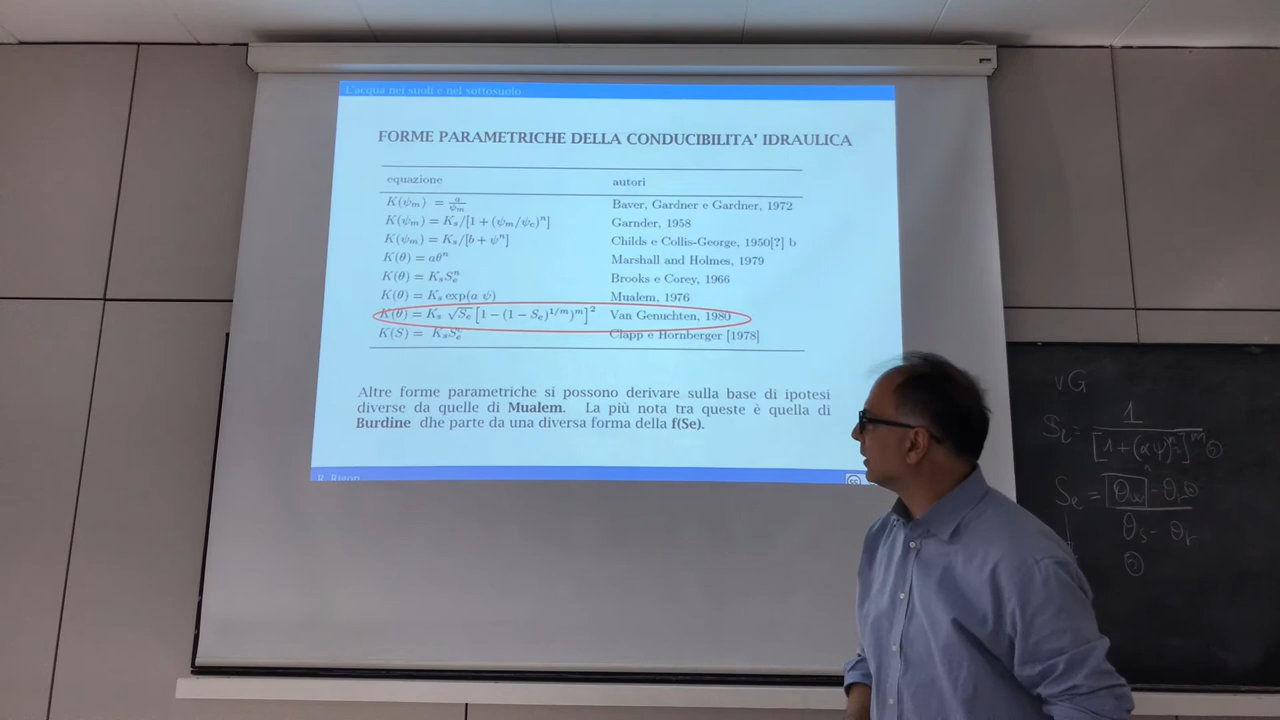 L'acqua nei suoli e nel sottosuolo
FORME PARAMETRICHE DELLA CONDUCIBILITA' IDRAULICA
equazione autori
K(ψm) = a/ψm Baver, Gardner e Gardner, 1972
K(ψm) = Ks/[1 + (ψm/ψc)^n] Garnder, 1958
K(ψm) = Ks/[b + ψ^n] Childs e Collis-George, 1950[?] b
K(θ) = aθ^n Marshall and Holmes, 1979
K(θ) = KsSe^n Brooks e Corey, 1966
K(θ) = Ks exp(a ψ) Mualem, 1976
K(θ) = Ks √Se [1 − (1 − Se)^1/m)^m]^2 Van Genuchten, 1980
K(S) = KsSe^c Clapp e Hornberger [1978]
Altre forme parametriche si possono derivare sulla base di ipotesi
diverse da quelle di Mualem. La più nota tra queste è quella di
Burdine dhe parte da una diversa forma della f(Se).
R. Rigon
vG
Se = 1/[1+(αψ)^n]^m
Se = θw - θr / θs - θr